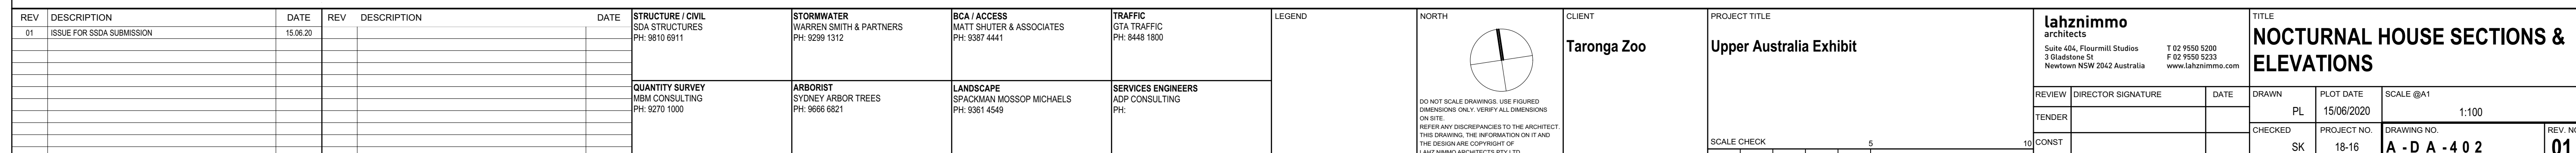 REV DESCRIPTION DATE REV DESCRIPTION DATE
01 ISSUE FOR SSDA SUBMISSION 15.06.20
STRUCTURE / CIVIL
SDA STRUCTURES
PH: 9810 6911
STORMWATER
WARREN SMITH & PARTNERS
PH: 9299 1312
BCA / ACCESS
MATT SHUTER & ASSOCIATES
PH: 9387 4441
TRAFFIC
GTA TRAFFIC
PH: 8448 1800
QUANTITY SURVEY
MBM CONSULTING
PH: 9270 1000
ARBORIST
SYDNEY ARBOR TREES
PH: 9666 6821
LANDSCAPE
SPACKMAN MOSSOP MICHAELS
PH: 9361 4549
SERVICES ENGINEERS
ADP CONSULTING
PH:
LEGEND
NORTH
DO NOT SCALE DRAWINGS. USE FIGURED
DIMENSIONS ONLY. VERIFY ALL DIMENSIONS
ON SITE.
REFER ANY DISCREPANCIES TO THE ARCHITECT.
THIS DRAWING, THE INFORMATION ON IT AND
THE DESIGN ARE COPYRIGHT OF
LAHZ NIMMO ARCHITECTS PTY LTD
CLIENT
Taronga Zoo
PROJECT TITLE
Upper Australia Exhibit
SCALE CHECK 5 10
lahznimmo
architects
Suite 404, Flourmill Studios T 02 9550 5200
3 Gladstone St F 02 9550 5233
Newtown NSW 2042 Australia www.lahznimmo.com
REVIEW DIRECTOR SIGNATURE DATE
TENDER
CONST
TITLE
NOCTURNAL HOUSE SECTIONS &
ELEVATIONS
DRAWN PLOT DATE SCALE @A1
PL 15/06/2020 1:100
CHECKED PROJECT NO. DRAWING NO. REV. NO
SK 18-16 A-DA-402 01